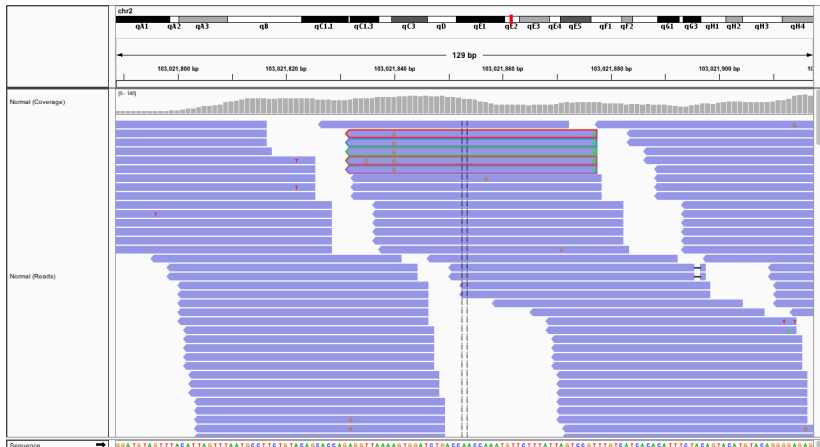 chr2
qA1 qA2 qA3 qB qC1.1 qC1.3 qC3 qD qE1 qE2 qE3 qE4 qE5 qF1 qF2 qG1 qG3 qH1 qH2 qH3 qH4
129 bp
103,021,800 bp 103,021,820 bp 103,021,840 bp 103,021,860 bp 103,021,880 bp 103,021,900 bp 10
Normal (Coverage)
[0 - 140]
G
G
G
T G G
G
T G
T
G
Normal (Reads)
T T
G
G
Sequence
GGATGTAGTTTACATTAGTTTAATGCCTTCTGTACAGCACCAGAGGTTAAAAGTGGATCTGACCAACCAAATGTTCTTTATTAGTCCGTTTGTCATCACACATTTCTACAGTACATGTACAGGGGAGAG